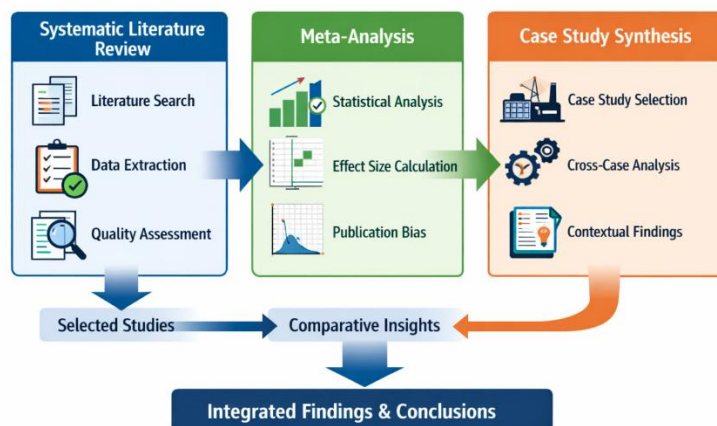 Systematic Literature
Review
Literature Search
Data Extraction
Quality Assessment
Meta-Analysis
Statistical Analysis
Effect Size Calculation
Publication Bias
Case Study Synthesis
Case Study Selection
Cross-Case Analysis
Contextual Findings
Selected Studies
Comparative Insights
Integrated Findings & Conclusions